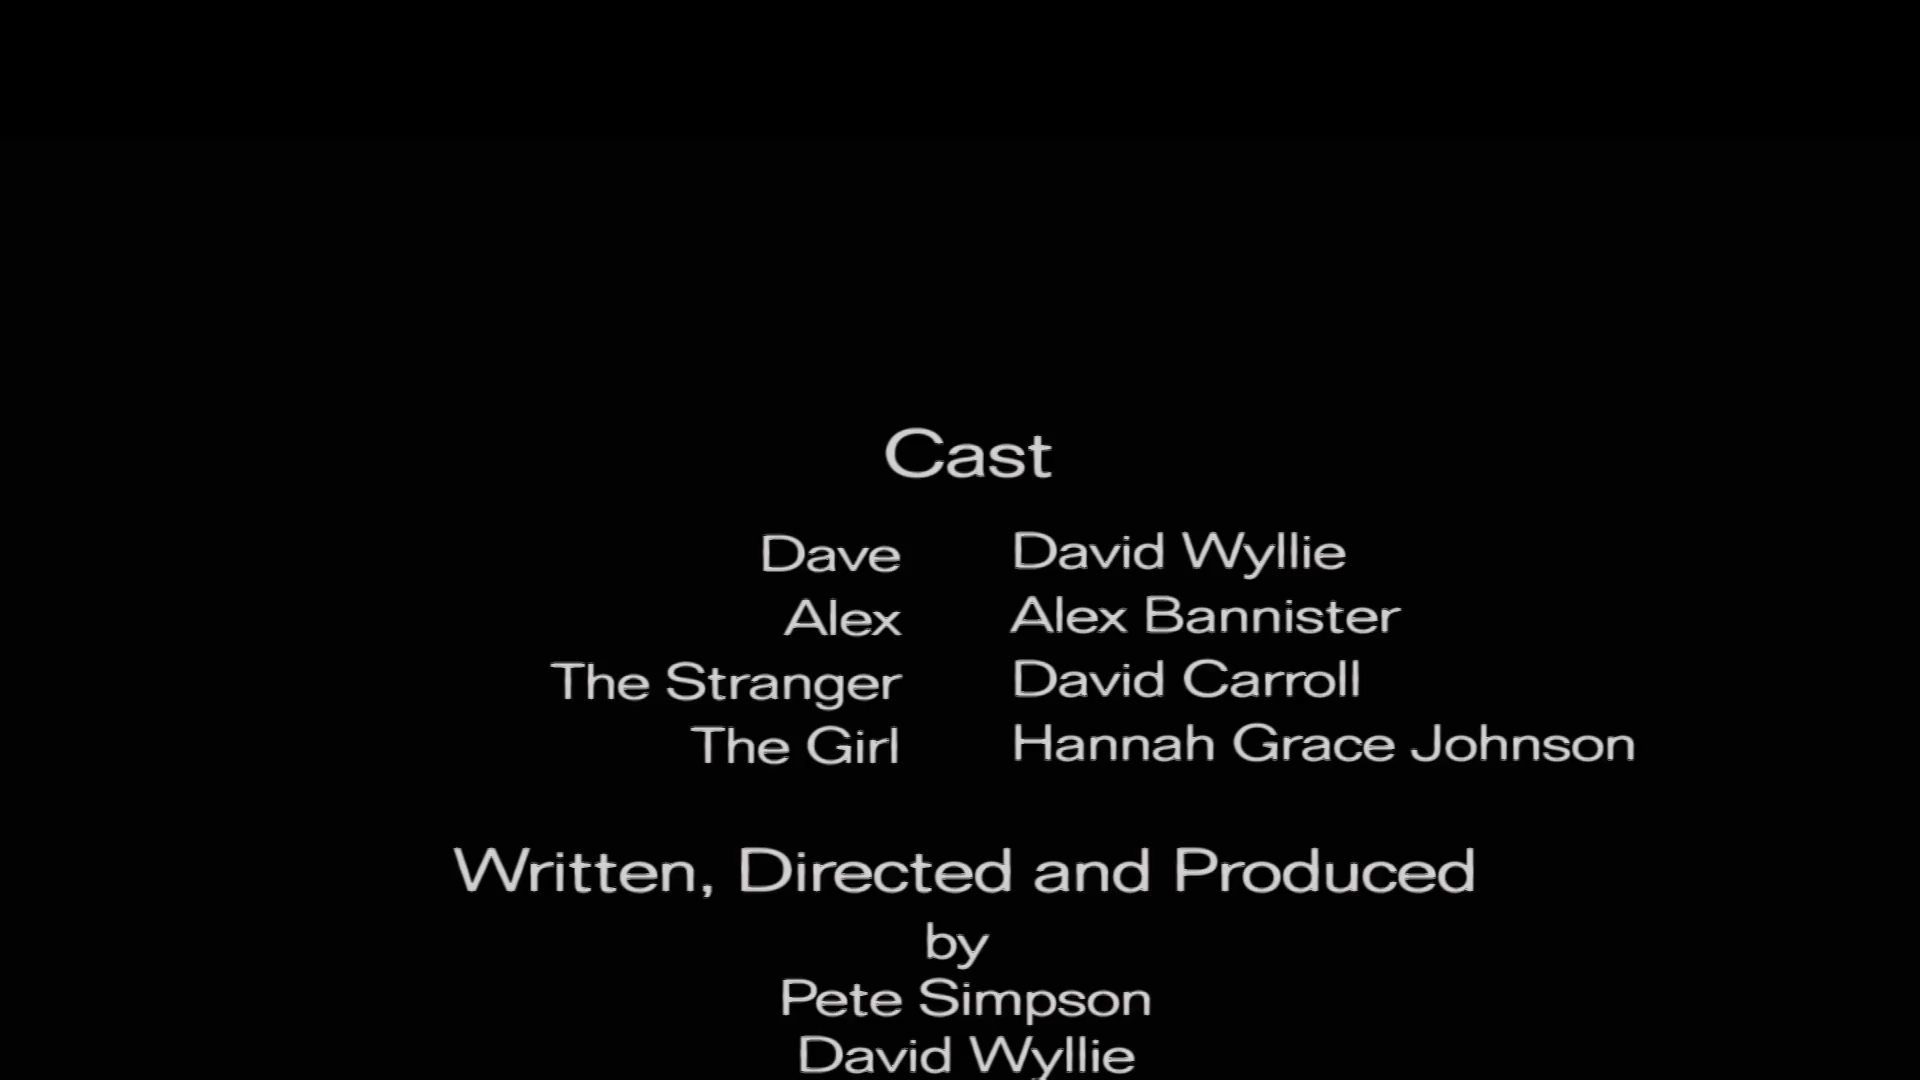 Cast
Dave David Wyllie
Alex Alex Bannister
The Stranger David Carroll
The Girl Hannah Grace Johnson
Written, Directed and Produced
by
Pete Simpson
David Wyllie